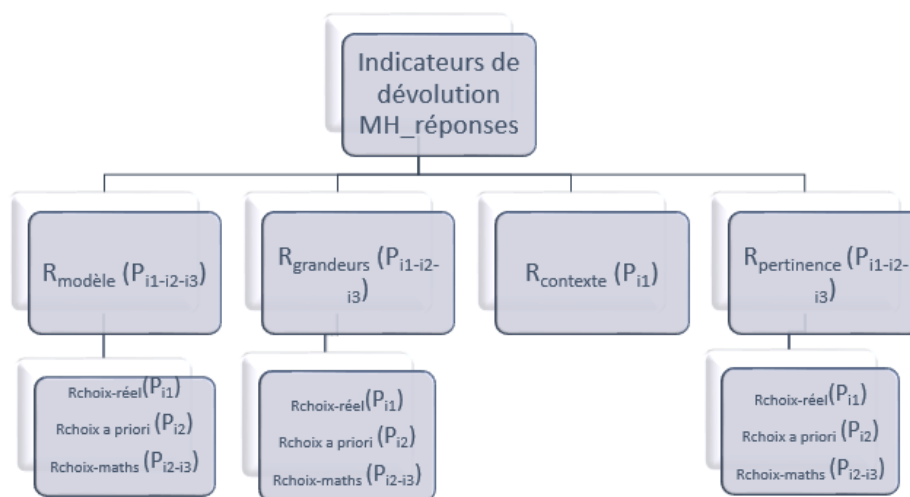 Indicateurs de
dévolution
MH_réponses
Rmodèle (Pi1-i2-i3)
Rgrandeurs (Pi1-i2-
i3)
Rcontexte (Pi1)
Rpertinence (Pi1-i2-
i3)
Rchoix-réel(Pi1)
Rchoix a priori (Pi2)
Rchoix-maths (Pi2-i3)
Rchoix-réel(Pi1)
Rchoix a priori (Pi2)
Rchoix-maths (Pi2-i3)
Rchoix-réel(Pi1)
Rchoix a priori (Pi2)
Rchoix-maths (Pi2-i3)